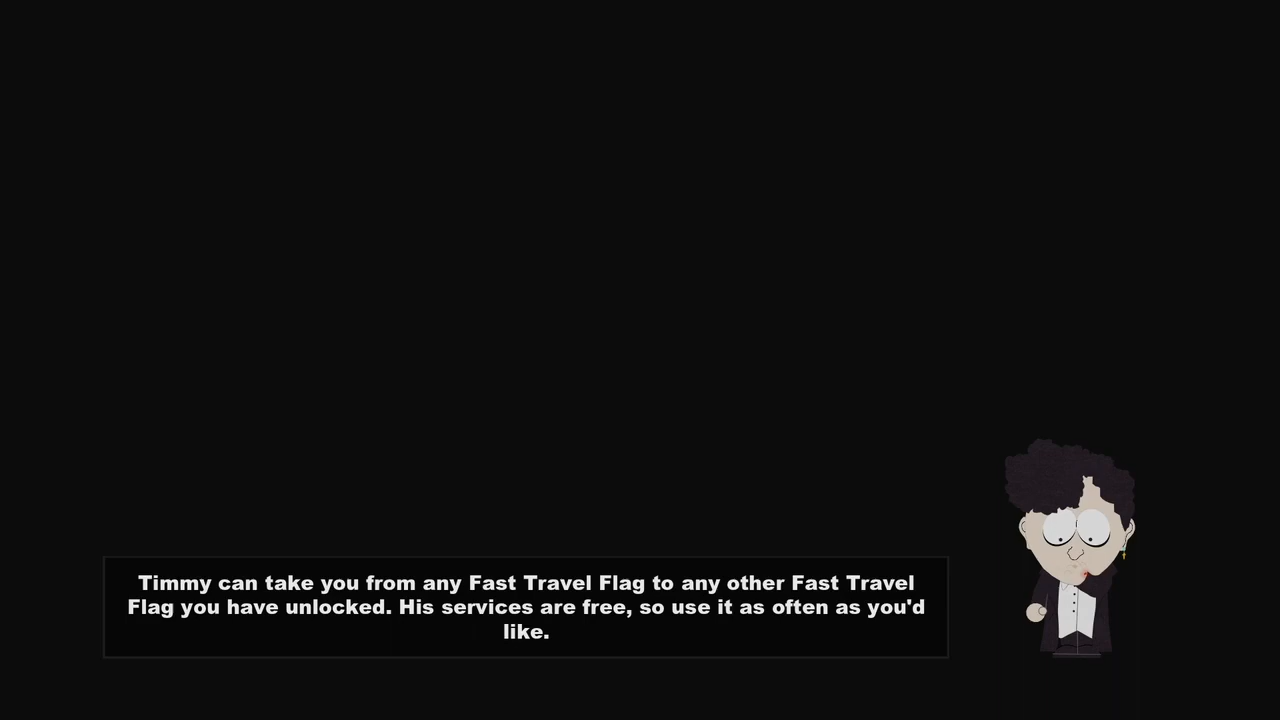 Timmy can take you from any Fast Travel Flag to any other Fast Travel
Flag you have unlocked. His services are free, so use it as often as you'd
like.